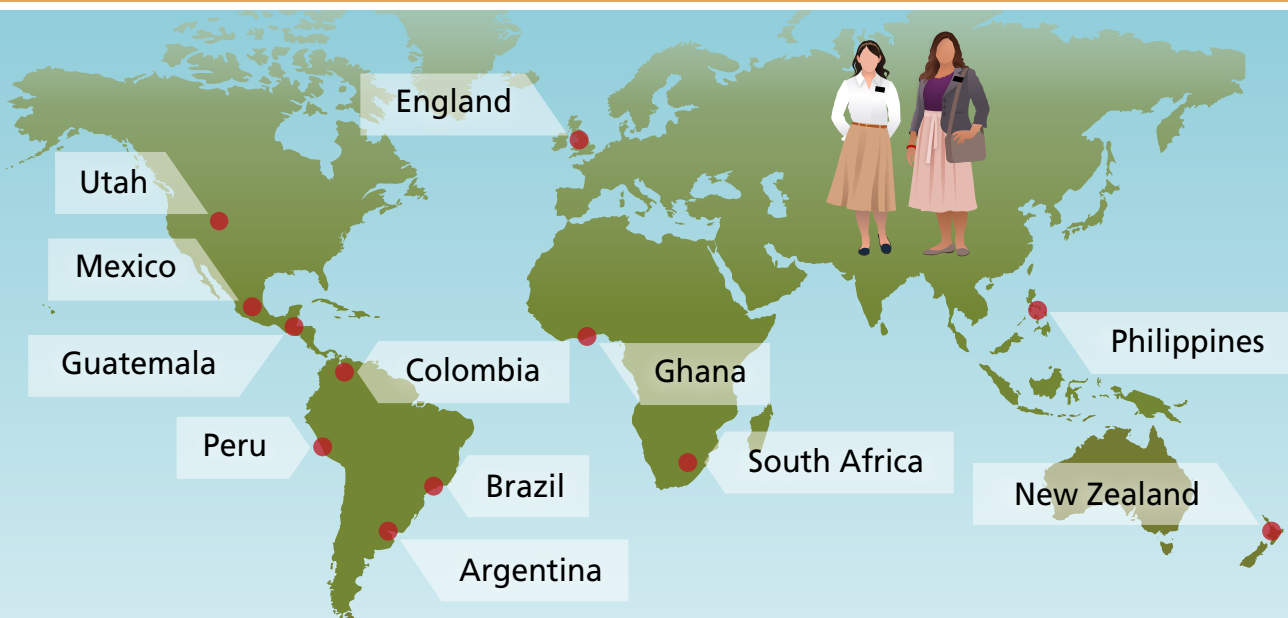 England
Utah
Mexico
Guatemala
Colombia
Ghana
Philippines
Peru
Brazil
South Africa
New Zealand
Argentina